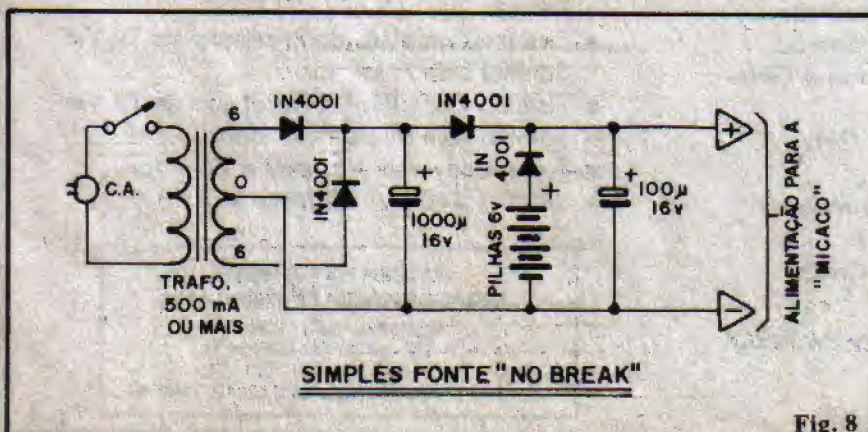 6
0
6
C.A.
TRAFO.
500 mA
OU MAIS
1N4001
1N4001
+
1000µ
16v
1N4001
1N
4001
+
PILHAS 6v
+
100µ
16v
+
-
ALIMENTAÇÃO PARA A
"MICACO"
SIMPLES FONTE "NO BREAK"
Fig. 8